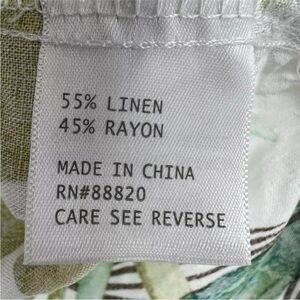 55% LINEN
45% RAYON
MADE IN CHINA
RN#88820
CARE SEE REVERSE